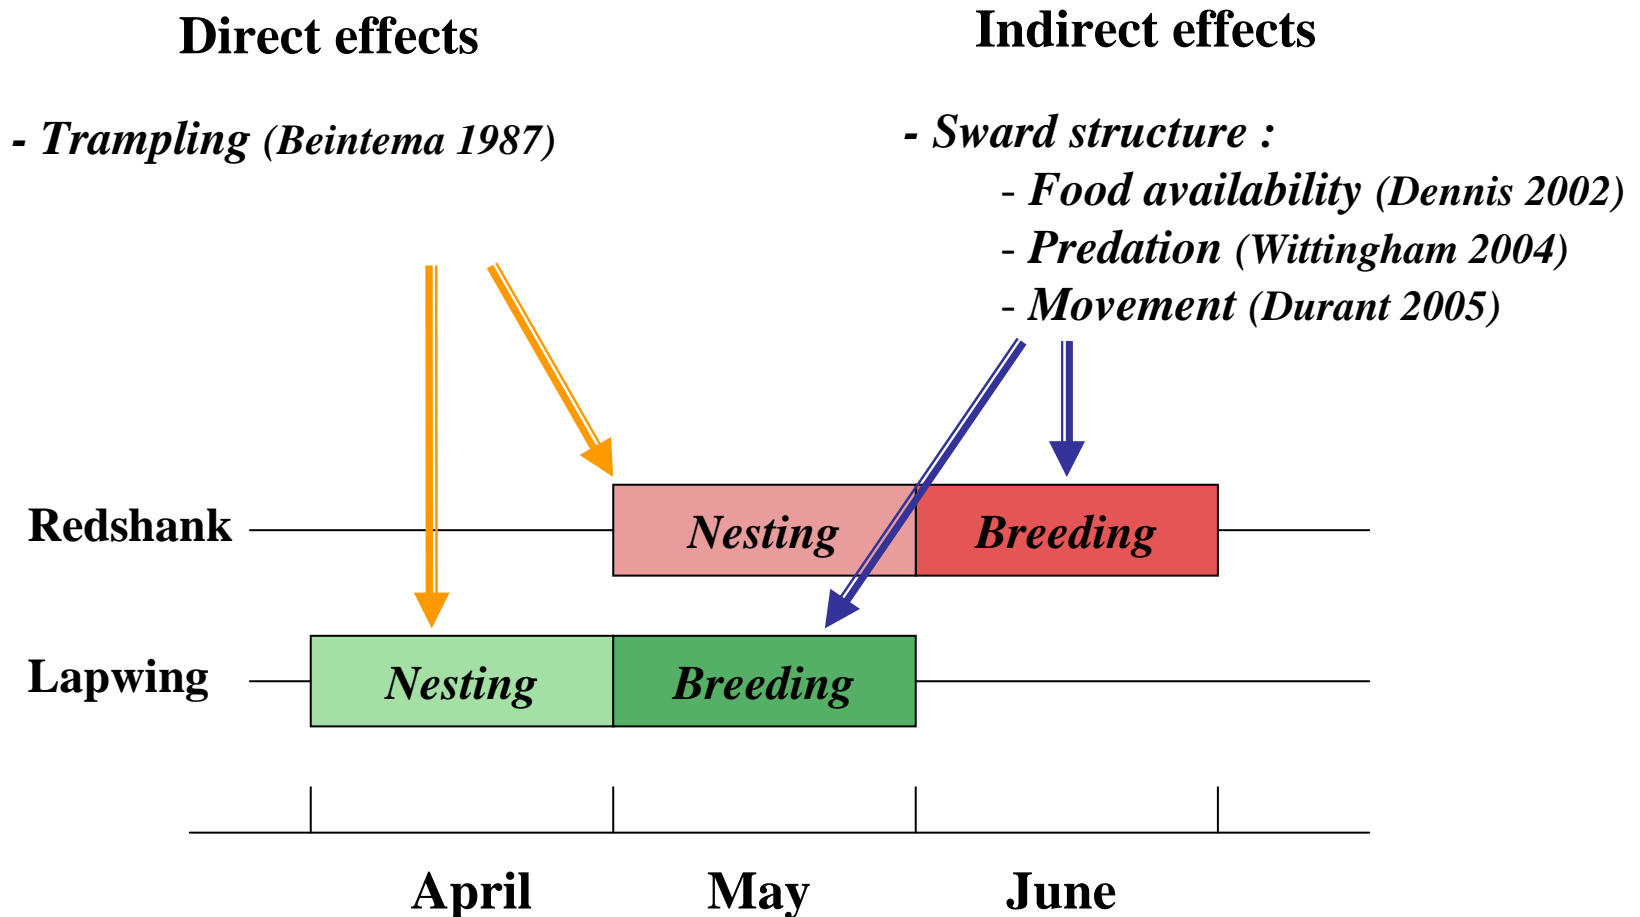 Direct effects
Indirect effects
- Trampling (Beintema 1987)
- Sward structure :
- Food availability (Dennis 2002)
- Predation (Wittingham 2004)
- Movement (Durant 2005)
Redshank
Nesting
Breeding
Lapwing
Nesting
Breeding
April
May
June